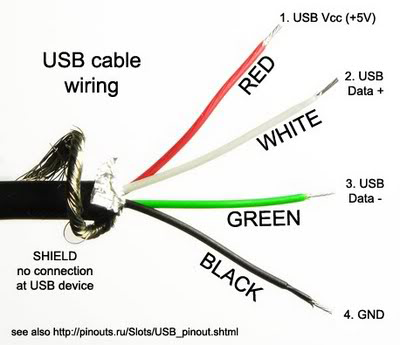 1. USB Vcc (+5V)
USB cable
wiring
RED
2. USB
Data +
WHITE
3. USB
Data -
GREEN
SHIELD
no connection
at USB device
BLACK
4. GND
see also http://pinouts.ru/Slots/USB_pinout.shtml